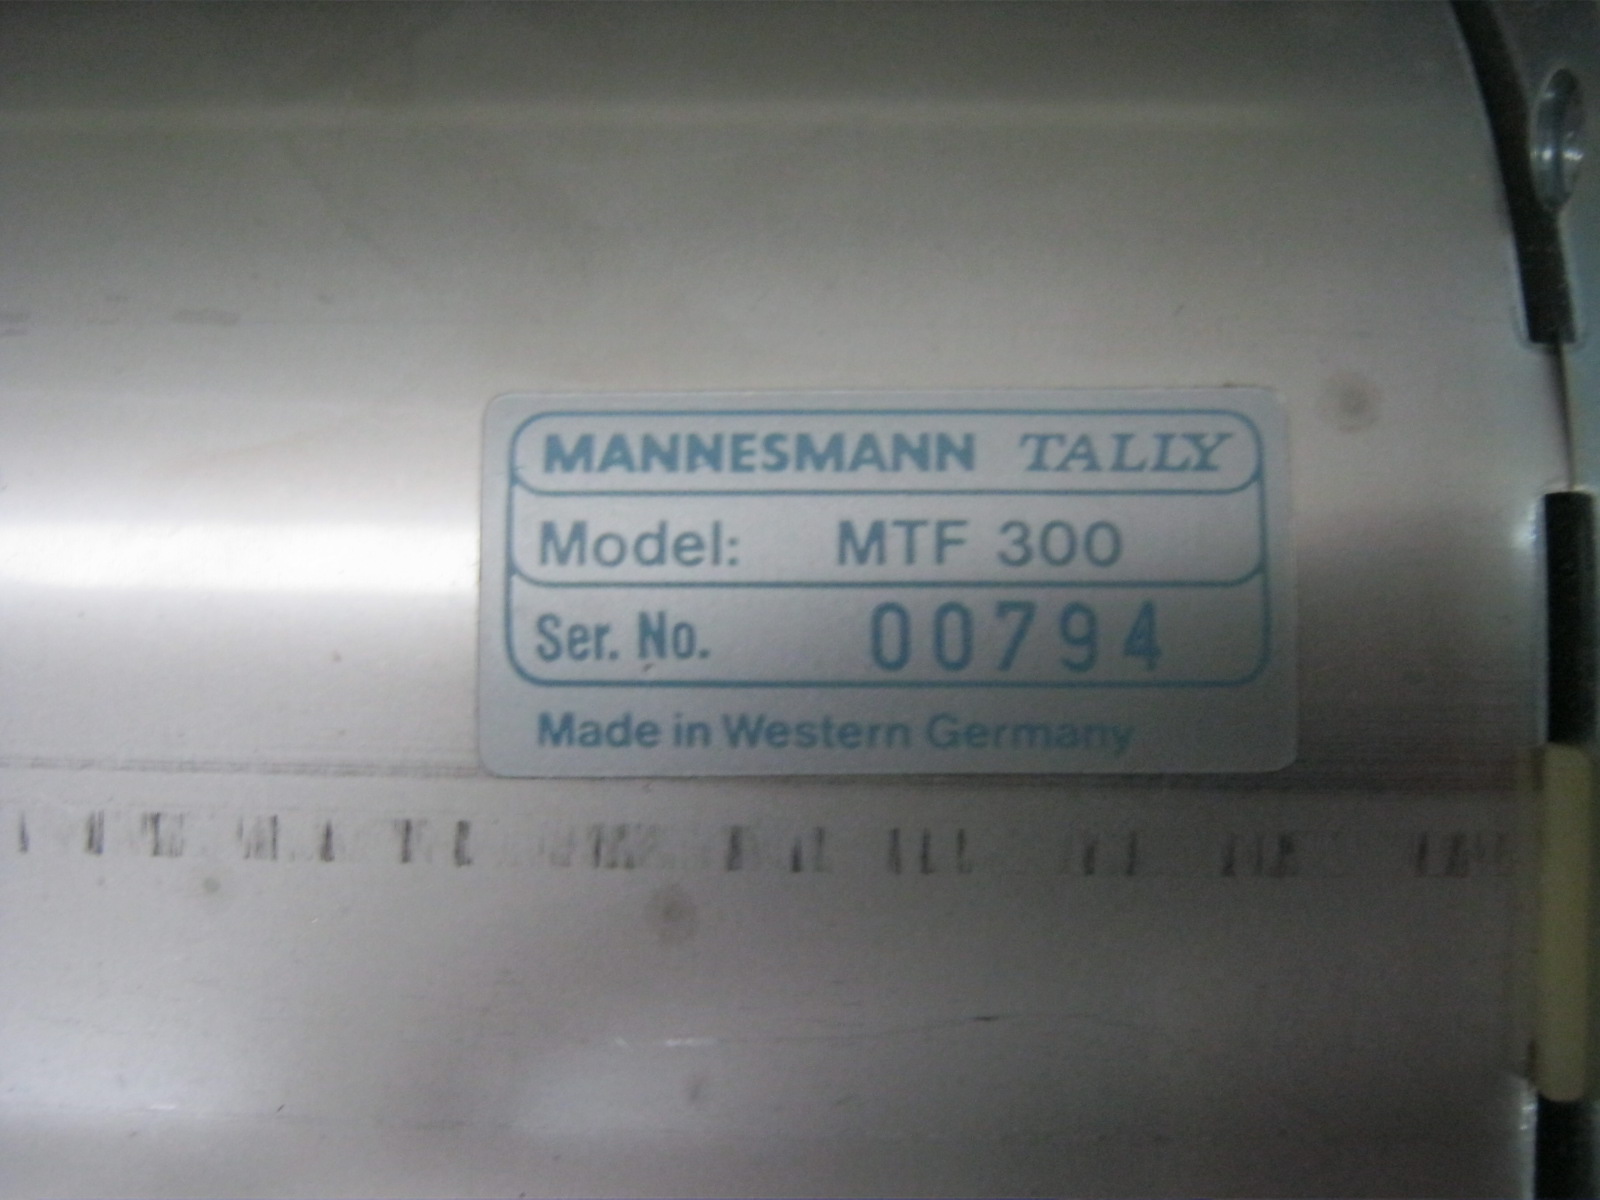 MANNESMANN TALLY
Model: MTF 300
Ser. No. 00794
Made in Western Germany